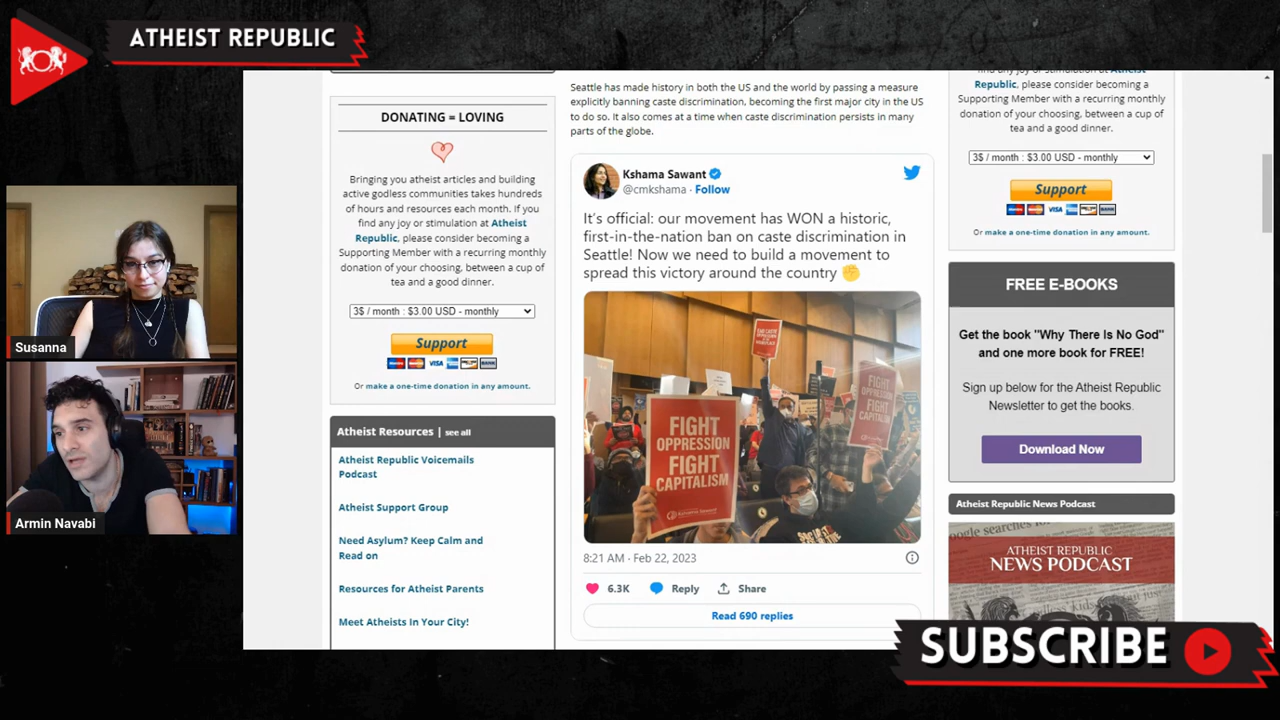 ATHEIST REPUBLIC
Susanna
Armin Navabi
DONATING = LOVING
Bringing you atheist articles and building
active godless communities takes hundreds
of hours and resources each month. If you
find any joy or stimulation at Atheist
Republic, please consider becoming a
Supporting Member with a recurring monthly
donation of your choosing, between a cup of
tea and a good dinner.
3$ / month : $3.00 USD - monthly
Support
VISA
Or make a one-time donation in any amount.
Atheist Resources | see all
Atheist Republic Voicemails
Podcast
Atheist Support Group
Need Asylum? Keep Calm and
Read on
Resources for Atheist Parents
Meet Atheists In Your City!
Seattle has made history in both the US and the world by passing a measure
explicitly banning caste discrimination, becoming the first major city in the US
to do so. It also comes at a time when caste discrimination persists in many
parts of the globe.
Kshama Sawant
@cmkshama · Follow
It's official: our movement has WON a historic,
first-in-the-nation ban on caste discrimination in
Seattle! Now we need to build a movement to
spread this victory around the country ✊
FIGHT
OPPRESSION
FIGHT
CAPITALISM
FIGHT
OPPRESSION
FIGHT
CAPITALISM
8:21 AM · Feb 22, 2023
6.3K Reply Share
Read 690 replies
find any joy or stimulation at Atheist
Republic, please consider becoming a
Supporting Member with a recurring monthly
donation of your choosing, between a cup of
tea and a good dinner.
3$ / month : $3.00 USD - monthly
Support
VISA
Or make a one-time donation in any amount.
FREE E-BOOKS
Get the book "Why There Is No God"
and one more book for FREE!
Sign up below for the Atheist Republic
Newsletter to get the books.
Download Now
Atheist Republic News Podcast
ATHEIST REPUBLIC
NEWS PODCAST
SUBSCRIBE